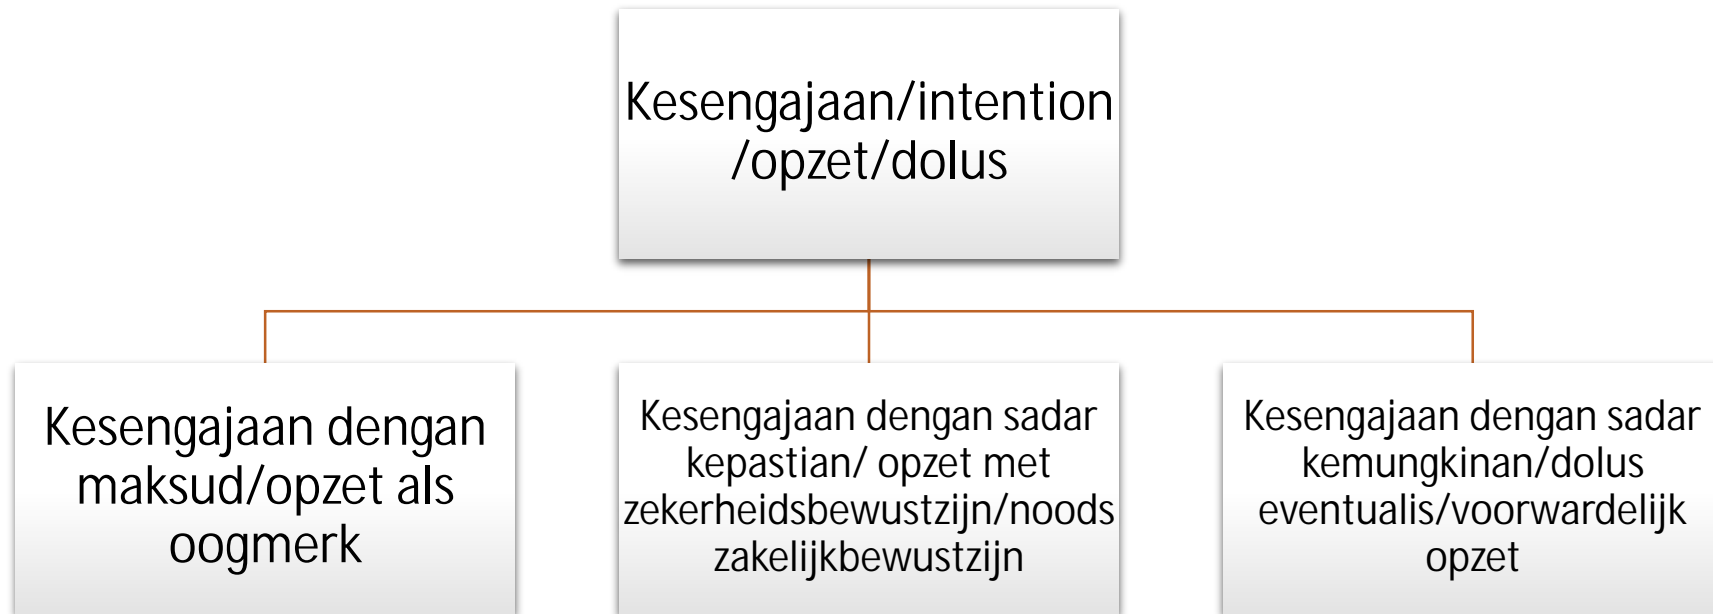 Kesengajaan/intention
/opzet/dolus
Kesengajaan dengan
maksud/opzet als
oogmerk
Kesengajaan dengan sadar
kepastian/ opzet met
zekerheidsbewustzijn/noods
zakelijkbewustzijn
Kesengajaan dengan sadar
kemungkinan/dolus
eventualis/voorwardelijk
opzet